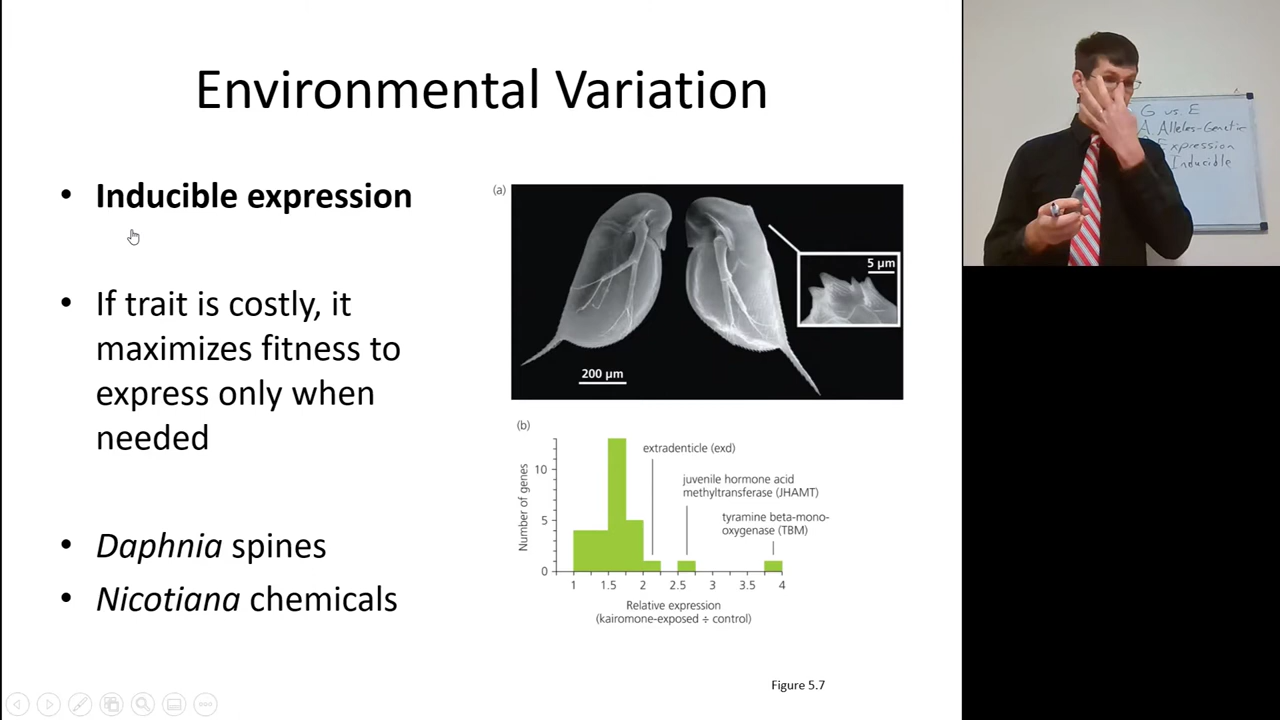 Environmental Variation
• Inducible expression
• If trait is costly, it
maximizes fitness to
express only when
needed
• Daphnia spines
• Nicotiana chemicals
(a)
5 µm
200 µm
(b)
extradenticle (exd)
juvenile hormone acid
methyltransferase (JHAMT)
tyramine beta-mono-
oxygenase (TBM)
Number of genes
10
5
0
1 1.5 2 2.5 3 3.5 4
Relative expression
(kairomone-exposed ÷ control)
Figure 5.7
G vs. E
A. Alleles-Genetic
Expression
Inducible